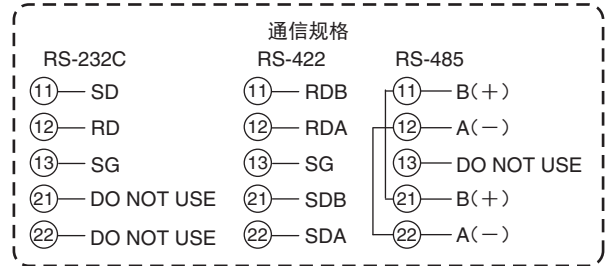 通信规格
RS-232C RS-422 RS-485
11 SD 11 RDB 11 B(+)
12 RD 12 RDA 12 A(-)
13 SG 13 SG 13 DO NOT USE
21 DO NOT USE 21 SDB 21 B(+)
22 DO NOT USE 22 SDA 22 A(-)